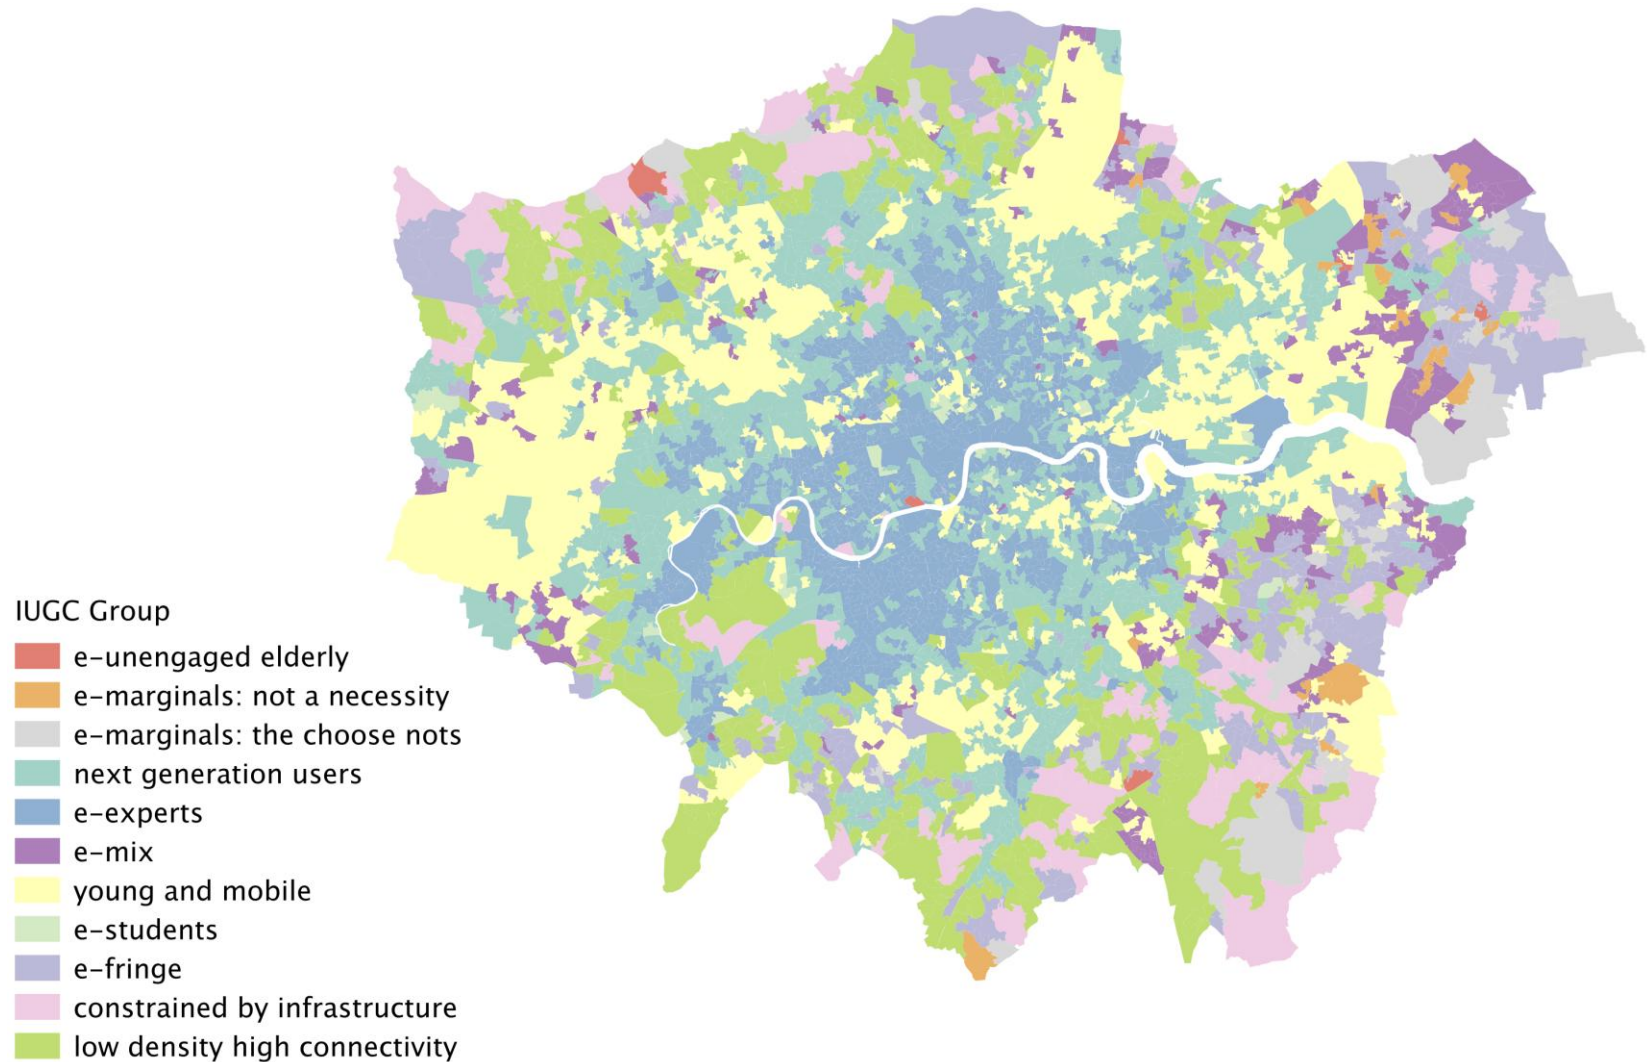 IUGC Group
e-unengaged elderly
e-marginals: not a necessity
e-marginals: the choose nots
next generation users
e-experts
e-mix
young and mobile
e-students
e-fringe
constrained by infrastructure
low density high connectivity